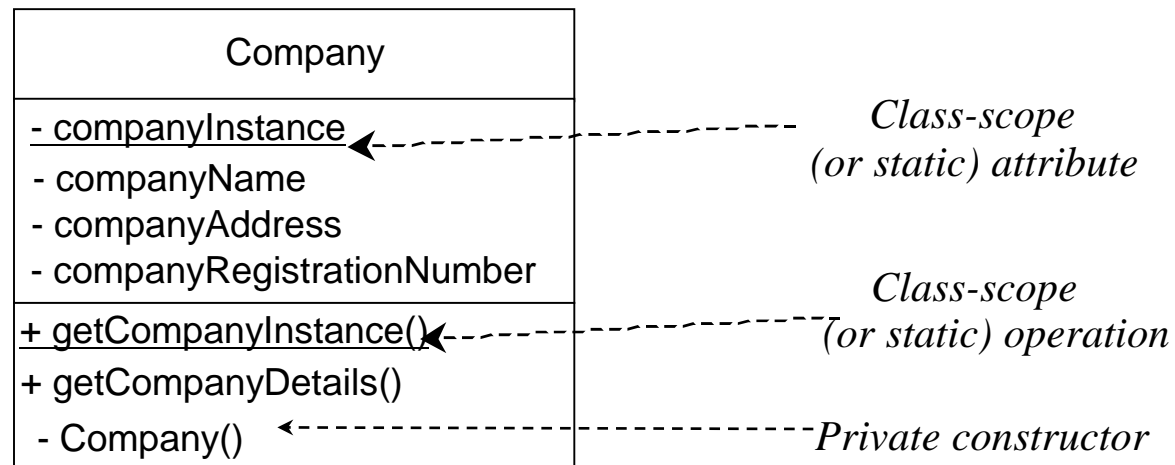 Company
- companyInstance
- companyName
- companyAddress
- companyRegistrationNumber
+ getCompanyInstance()
+ getCompanyDetails()
- Company()
Class-scope
(or static) attribute
Class-scope
(or static) operation
Private constructor